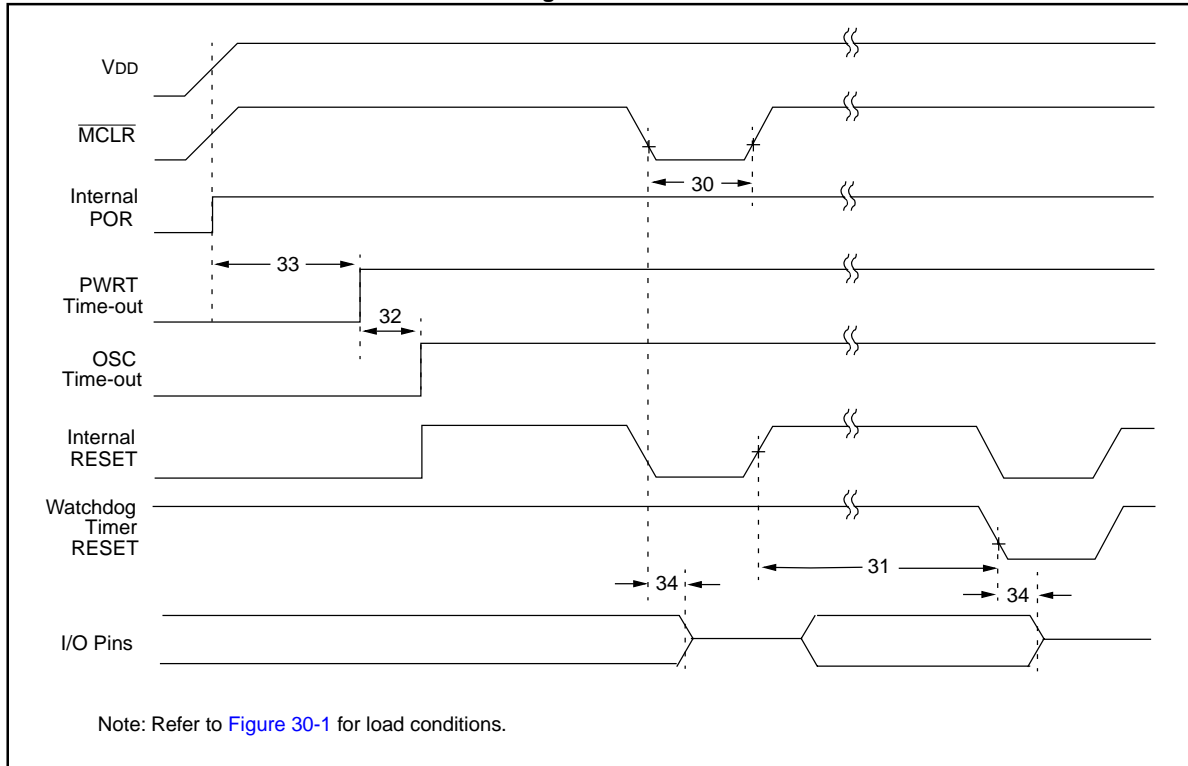 VDD
MCLR
30
Internal
POR
33
PWRT
Time-out
32
OSC
Time-out
Internal
RESET
Watchdog
Timer
RESET
31
34
34
I/O Pins
Note: Refer to Figure 30-1 for load conditions.